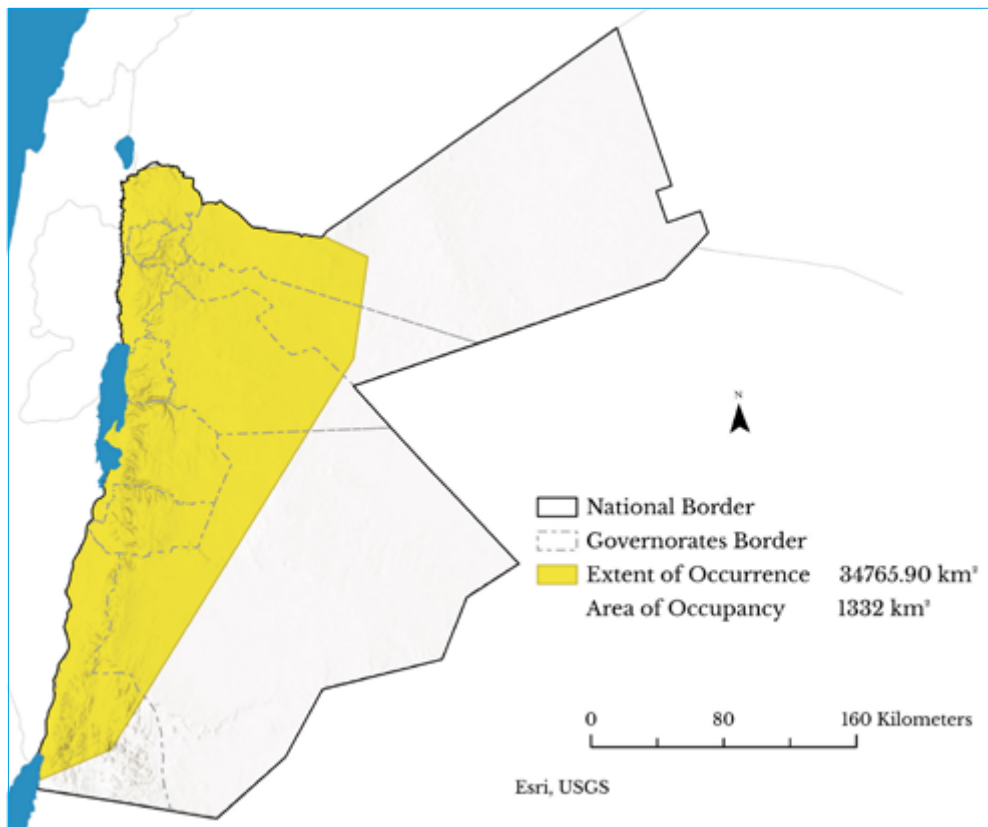 N
National Border
Governorates Border
Extent of Occurrence 34765.90 km²
Area of Occupancy 1332 km²
0 80 160 Kilometers
Esri, USGS